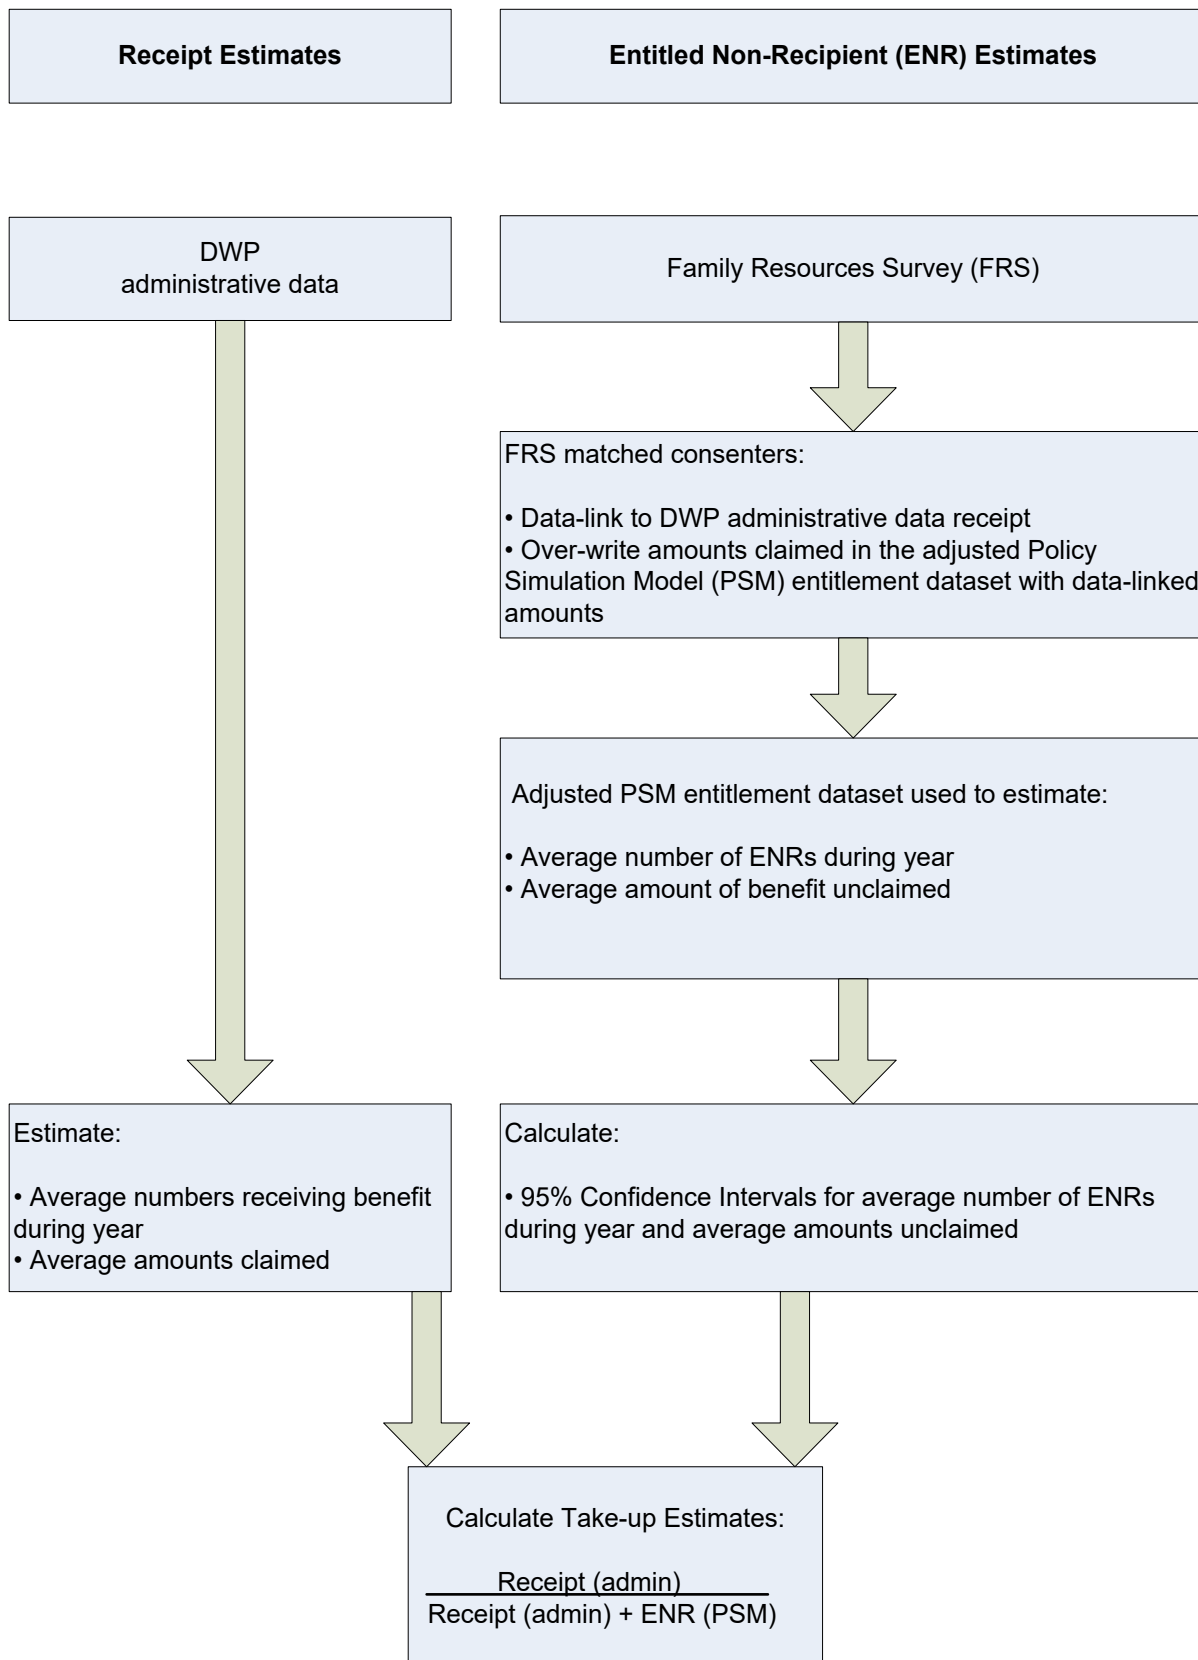 Receipt Estimates
Entitled Non-Recipient (ENR) Estimates
DWP
administrative data
Family Resources Survey (FRS)
FRS matched consenters:
• Data-link to DWP administrative data receipt
• Over-write amounts claimed in the adjusted Policy
Simulation Model (PSM) entitlement dataset with data-linked
amounts
Adjusted PSM entitlement dataset used to estimate:
• Average number of ENRs during year
• Average amount of benefit unclaimed
Estimate:
• Average numbers receiving benefit
during year
• Average amounts claimed
Calculate:
• 95% Confidence Intervals for average number of ENRs
during year and average amounts unclaimed
Calculate Take-up Estimates:
Receipt (admin)
Receipt (admin) + ENR (PSM)